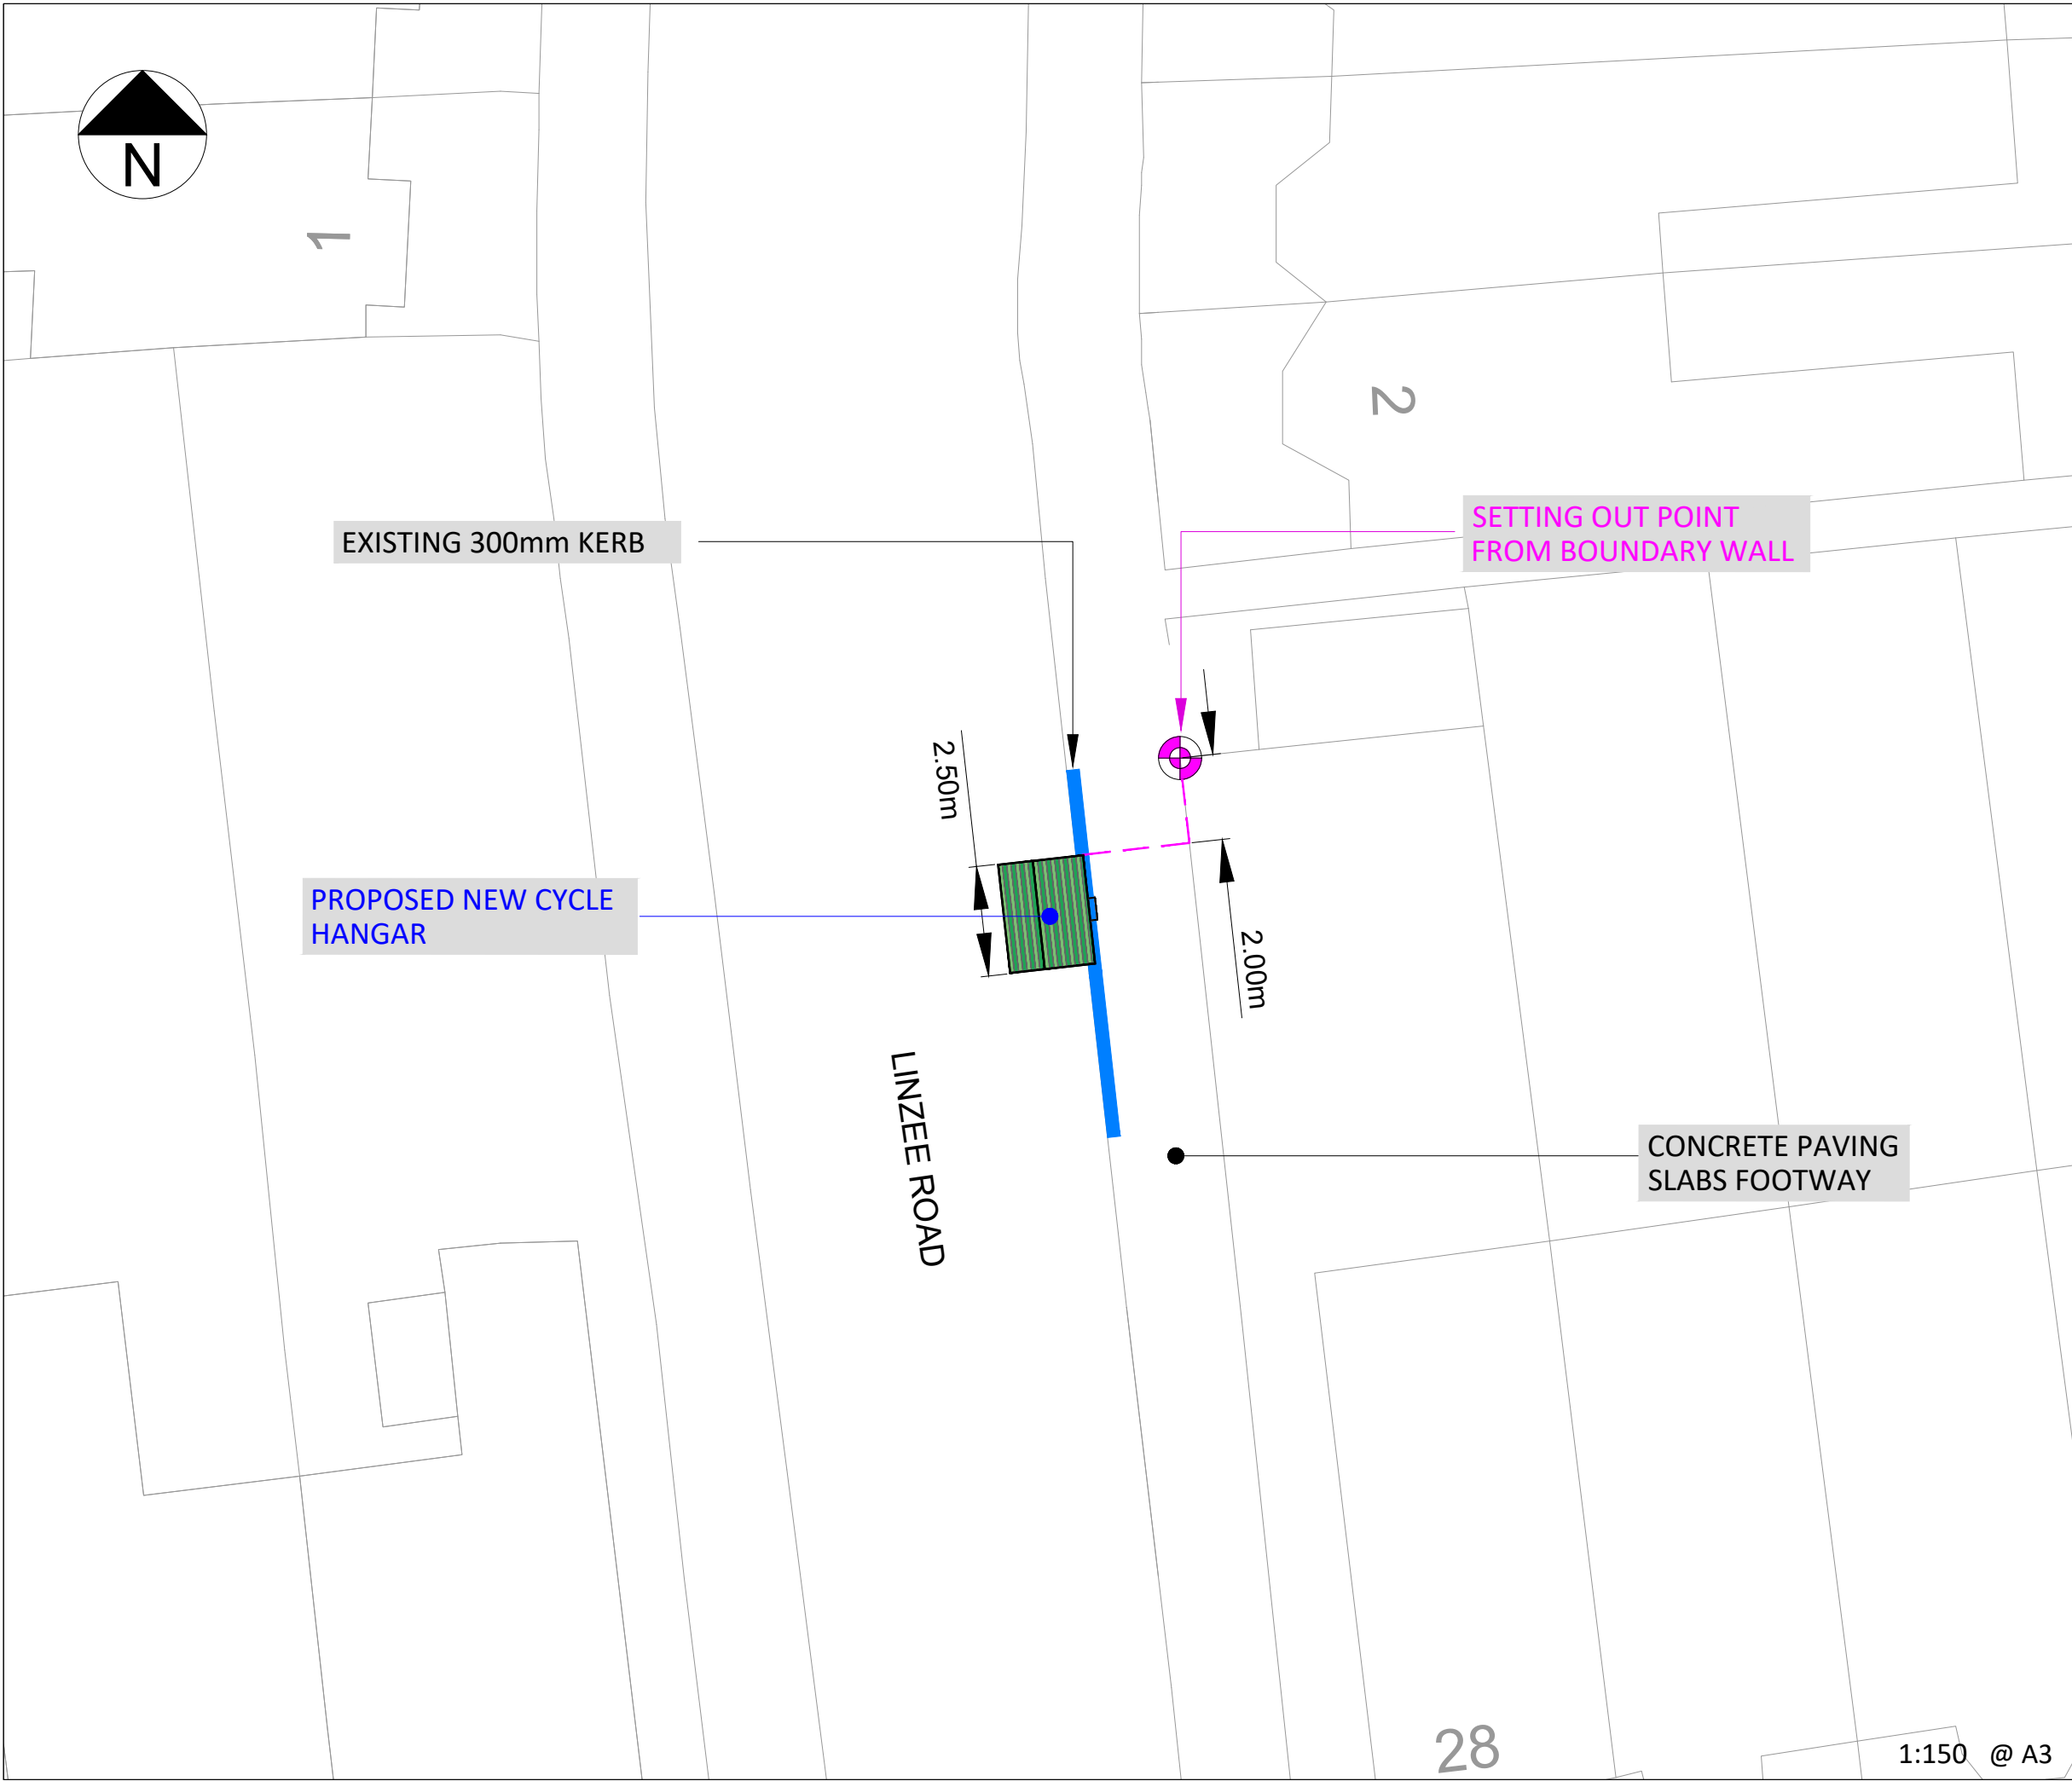 N
1
2
SETTING OUT POINT
FROM BOUNDARY WALL
EXISTING 300mm KERB
2.50m
PROPOSED NEW CYCLE
HANGAR
2.00m
LINZEE ROAD
CONCRETE PAVING
SLABS FOOTWAY
28
1:150 @ A3